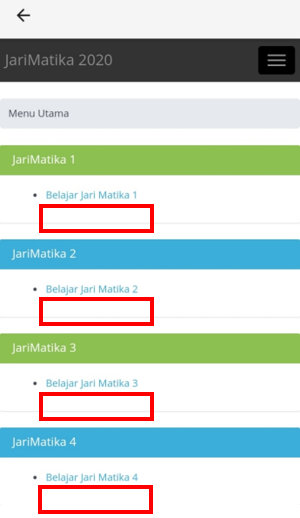 JariMatika 2020
Menu Utama
JariMatika 1
Belajar Jari Matika 1
JariMatika 2
Belajar Jari Matika 2
JariMatika 3
Belajar Jari Matika 3
JariMatika 4
Belajar Jari Matika 4